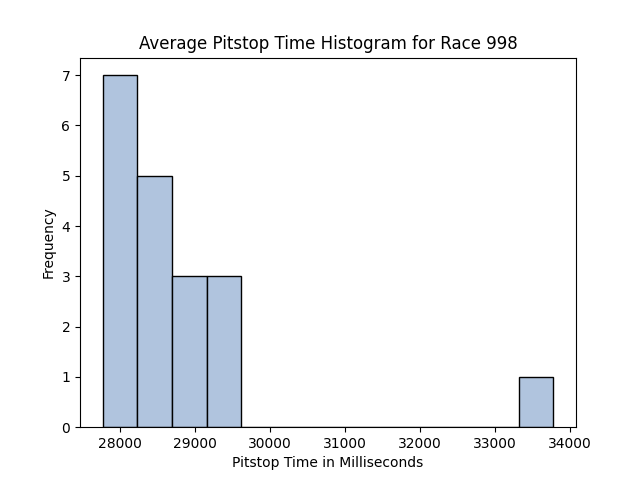 Average Pitstop Time Histogram for Race 998
7
6
5
4
3
2
1
0
Frequency
28000 29000 30000 31000 32000 33000 34000
Pitstop Time in Milliseconds